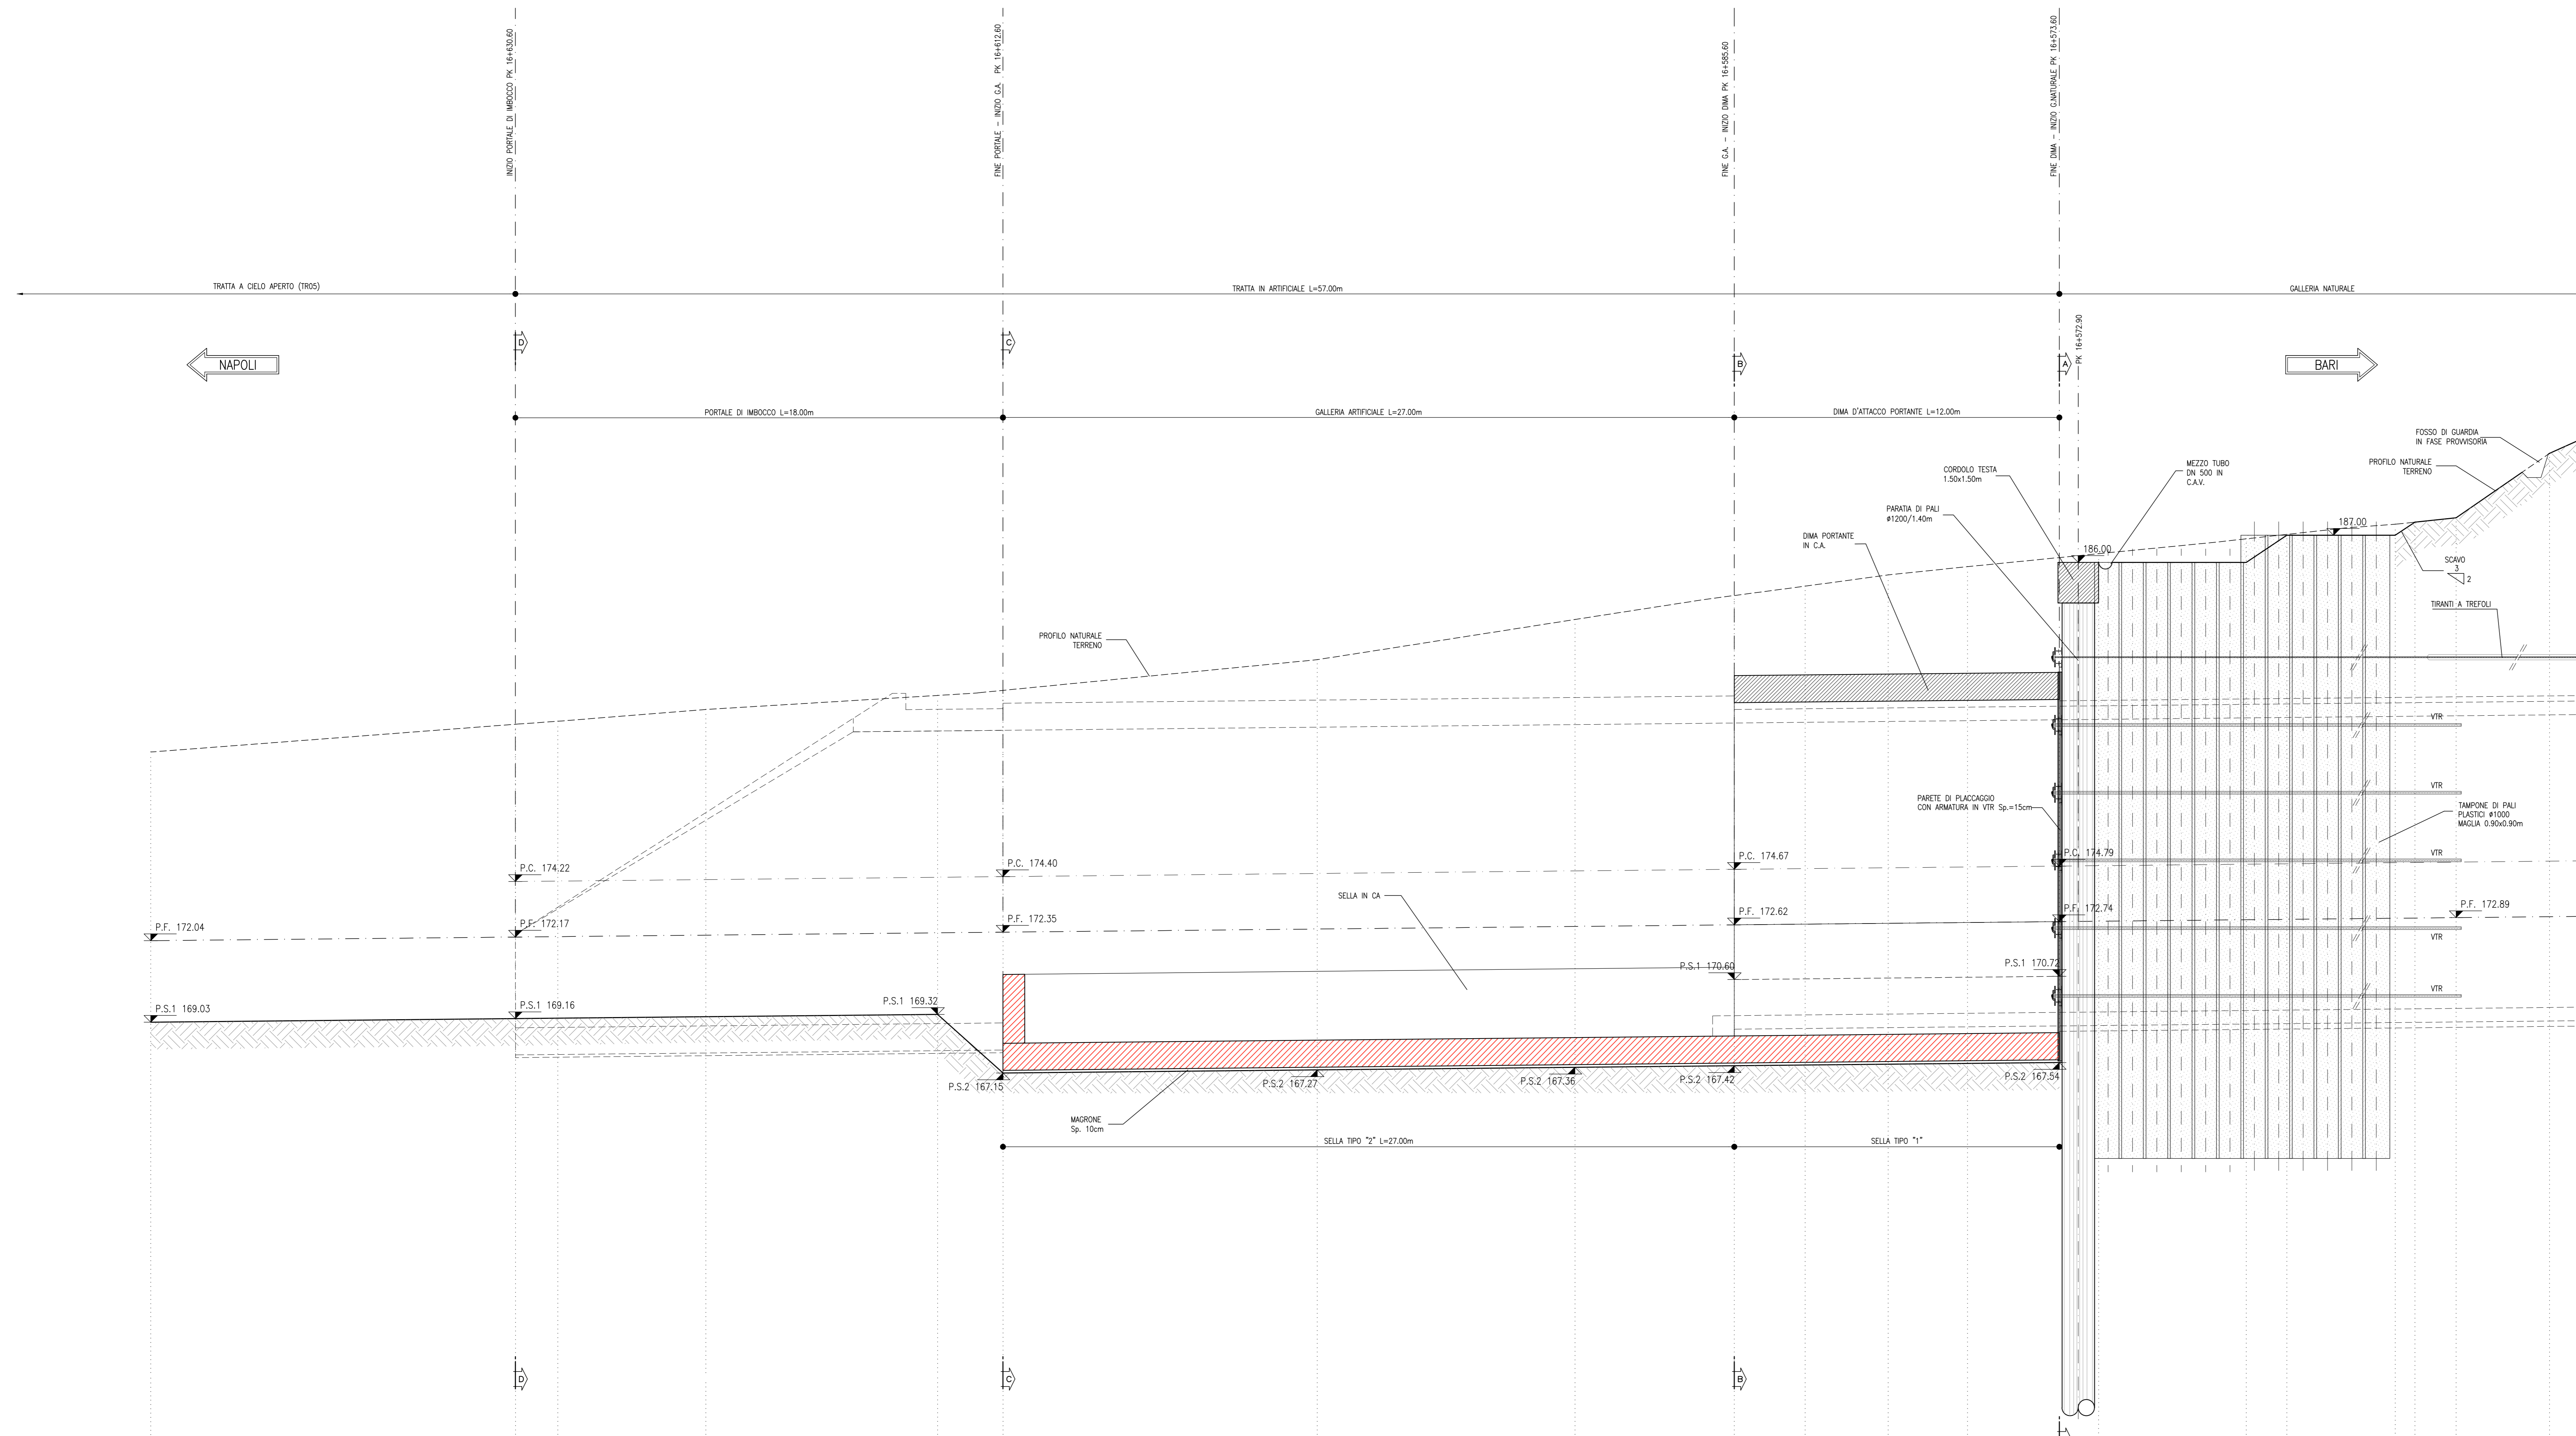 INIZIO PORTALE DI IMBOCCO PK 16+630.60
FINE PORTALE - INIZIO G.A. PK 16+612.60
FINE G.A. - INIZIO DIMA PK 16+585.60
FINE DIMA - INIZIO G.NATURALE PK 16+573.60
TRATTA A CIELO APERTO (TR05)
TRATTA IN ARTIFICIALE L=57.00m
GALLERIA NATURALE
PK 16+572.90
D
C
B
A
NAPOLI
BARI
PORTALE DI IMBOCCO L=18.00m
GALLERIA ARTIFICIALE L=27.00m
DIMA D'ATTACCO PORTANTE L=12.00m
FOSSO DI GUARDIA
IN FASE PROVVISORIA
PROFILO NATURALE
TERRENO
MEZZO TUBO
DN 500 IN
C.A.V.
CORDOLO TESTA
1.50x1.50m
PARATIA DI PALI
ø1200/1.40m
DIMA PORTANTE
IN C.A.
187.00
186.00
SCAVO
3
2
TIRANTI A TREFOLI
PROFILO NATURALE
TERRENO
VTR
VTR
PARETE DI PLACCAGGIO
CON ARMATURA IN VTR Sp.=15cm
TAMPONE DI PALI
PLASTICI ø1000
MAGLIA 0.90x0.90m
VTR
P.C. 174.22
P.C. 174.40
P.C. 174.67
P.C. 174.79
SELLA IN CA
P.F. 172.04
P.F. 172.17
P.F. 172.35
P.F. 172.62
P.F. 172.74
P.F. 172.89
VTR
P.S.1 170.60
P.S.1 170.72
VTR
P.S.1 169.03
P.S.1 169.16
P.S.1 169.32
P.S.2 167.15
P.S.2 167.27
P.S.2 167.36
P.S.2 167.42
P.S.2 167.54
MAGRONE
Sp. 10cm
SELLA TIPO "2" L=27.00m
SELLA TIPO "1"
D
C
B